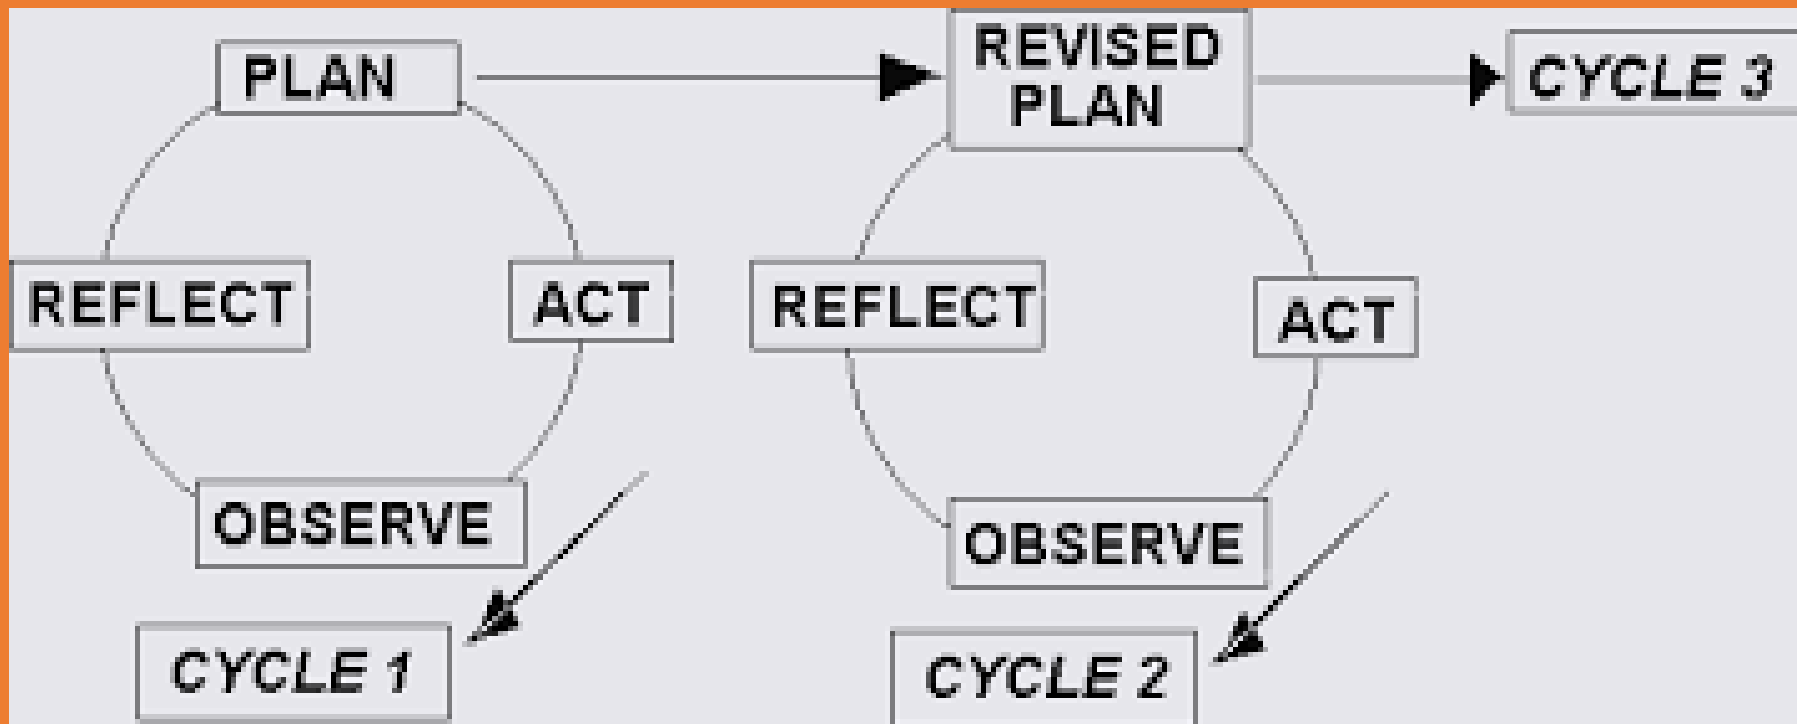 PLAN
REVISED
PLAN
CYCLE 3
REFLECT
ACT
REFLECT
ACT
OBSERVE
OBSERVE
CYCLE 1
CYCLE 2